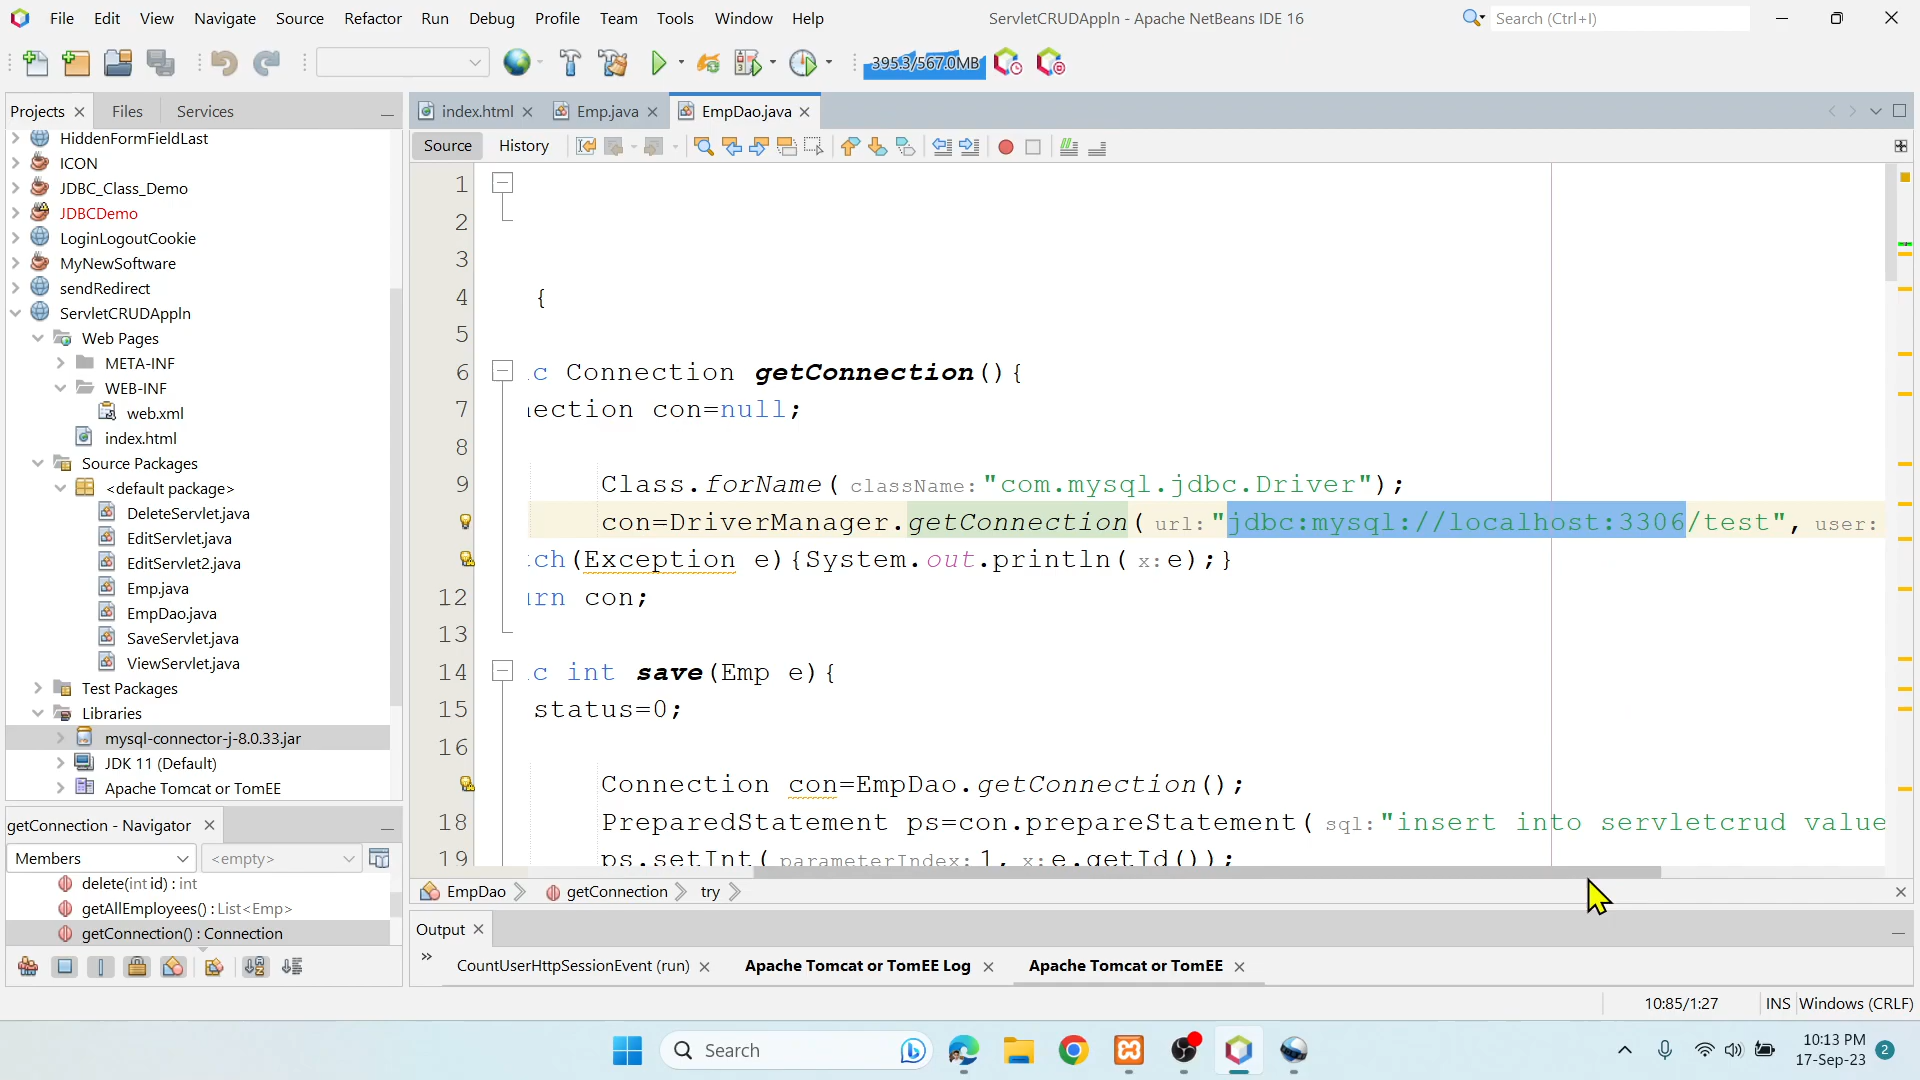 File Edit View Navigate Source Refactor Run Debug Profile Team Tools Window Help
ServletCRUDAppln - Apache NetBeans IDE 16
Search (Ctrl+I)
395.3/567.0MB
Projects Files Services
index.html Emp.java EmpDao.java
Source History
HiddenFormFieldLast
ICON
JDBC_Class_Demo
JDBCDemo
LoginLogoutCookie
MyNewSoftware
sendRedirect
ServletCRUDAppln
Web Pages
META-INF
WEB-INF
web.xml
index.html
Source Packages
<default package>
DeleteServlet.java
EditServlet.java
EditServlet2.java
Emp.java
EmpDao.java
SaveServlet.java
ViewServlet.java
Test Packages
Libraries
mysql-connector-j-8.0.33.jar
JDK 11 (Default)
Apache Tomcat or TomEE
1
2
3
4 {
5
6 c Connection getConnection(){
7 nection con=null;
8
9 Class.forName( className: "com.mysql.jdbc.Driver");
con=DriverManager.getConnection( url: "jdbc:mysql://localhost:3306/test", user:
ch(Exception e){System.out.println( x: e);}
12 rn con;
13
14 c int save(Emp e){
15 status=0;
16
Connection con=EmpDao.getConnection();
18 PreparedStatement ps=con.prepareStatement( sql: "insert into servletcrud value
19 ps.setInt( parameterIndex: 1, x: e.getId());
EmpDao getConnection try
getConnection - Navigator
Members <empty>
delete(int id) : int
getAllEmployees() : List<Emp>
getConnection() : Connection
Output
CountUserHttpSessionEvent (run) Apache Tomcat or TomEE Log Apache Tomcat or TomEE
10:85/1:27 INS Windows (CRLF)
Search
10:13 PM
17-Sep-23
2